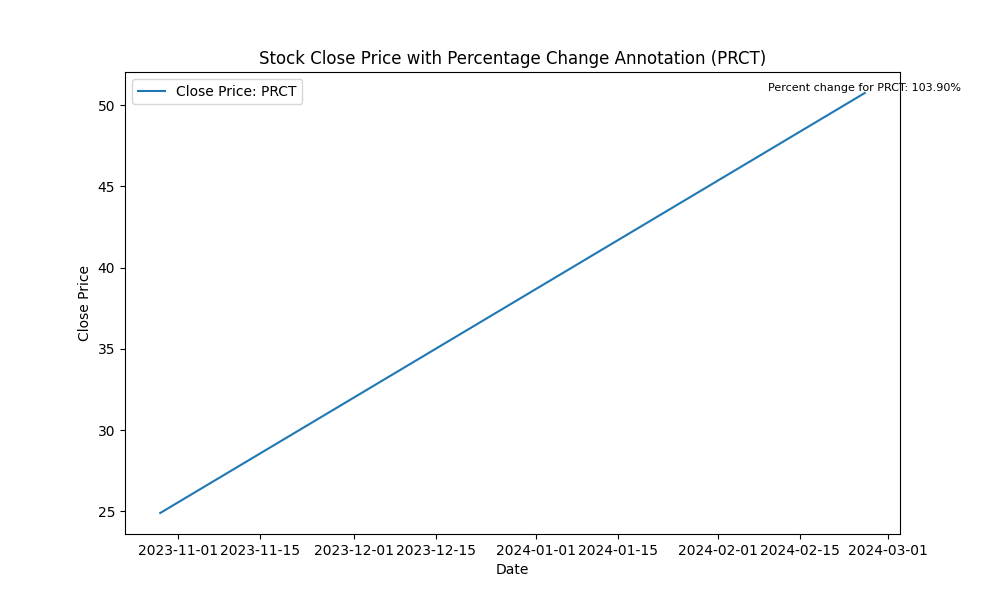 Stock Close Price with Percentage Change Annotation (PRCT)
Close Price: PRCT
Percent change for PRCT: 103.90%
Close Price
50
45
40
35
30
25
2023-11-01 2023-11-15 2023-12-01 2023-12-15 2024-01-01 2024-01-15 2024-02-01 2024-02-15 2024-03-01
Date